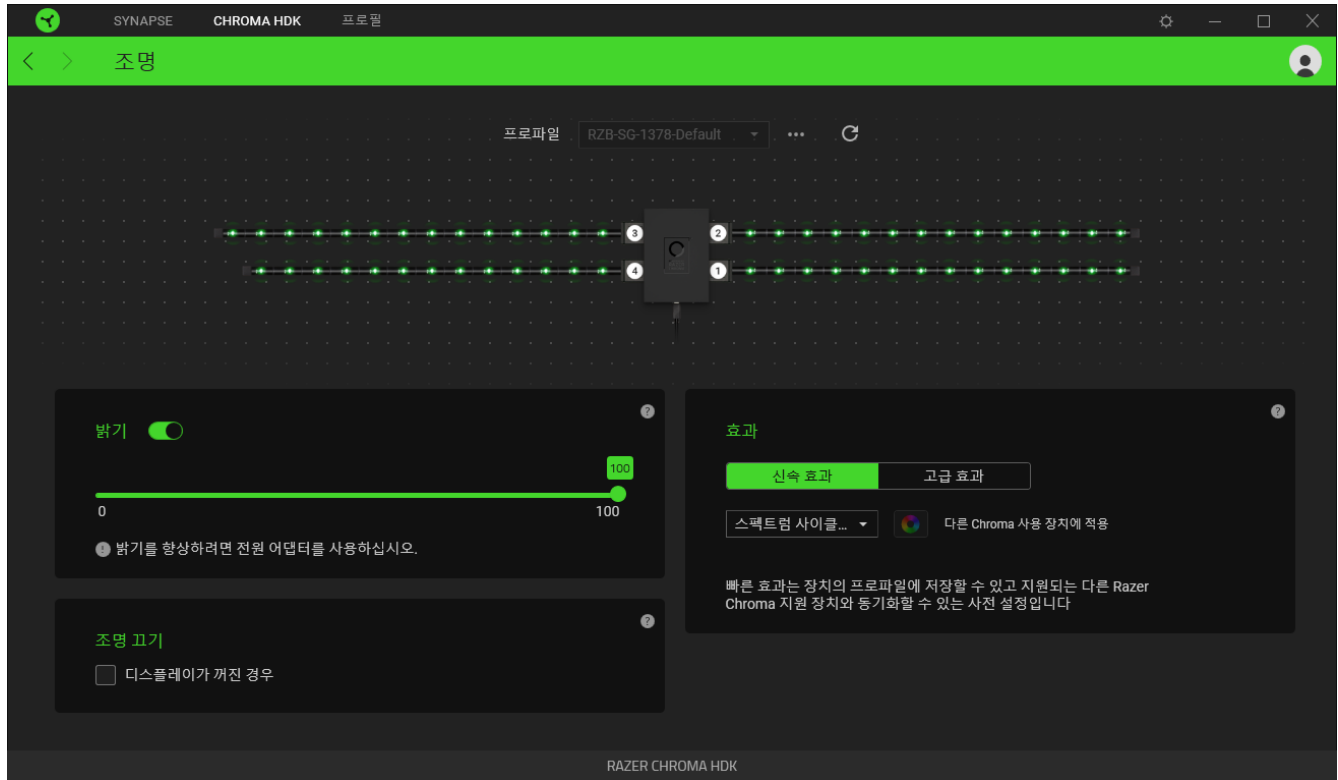 SYNAPSE CHROMA HDK 프로필
조명
프로파일 RZB-SG-1378-Default
3 2
4 1
밝기
100
0 100
밝기를 향상하려면 전원 어댑터를 사용하십시오.
조명 끄기
디스플레이가 꺼진 경우
효과
신속 효과 고급 효과
스펙트럼 사이클... 다른 Chroma 사용 장치에 적용
빠른 효과는 장치의 프로파일에 저장할 수 있고 지원되는 다른 Razer
Chroma 지원 장치와 동기화할 수 있는 사전 설정입니다
RAZER CHROMA HDK